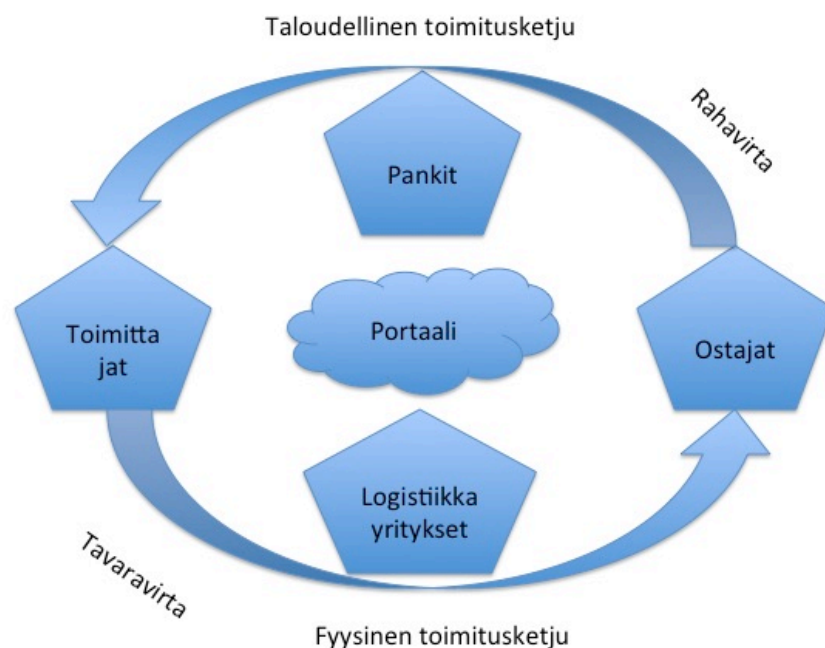 Taloudellinen toimitusketju
Rahavirta
Pankit
Toimitta
jat
Portaali
Ostajat
Logistiikka
yritykset
Tavaravirta
Fyysinen toimitusketju